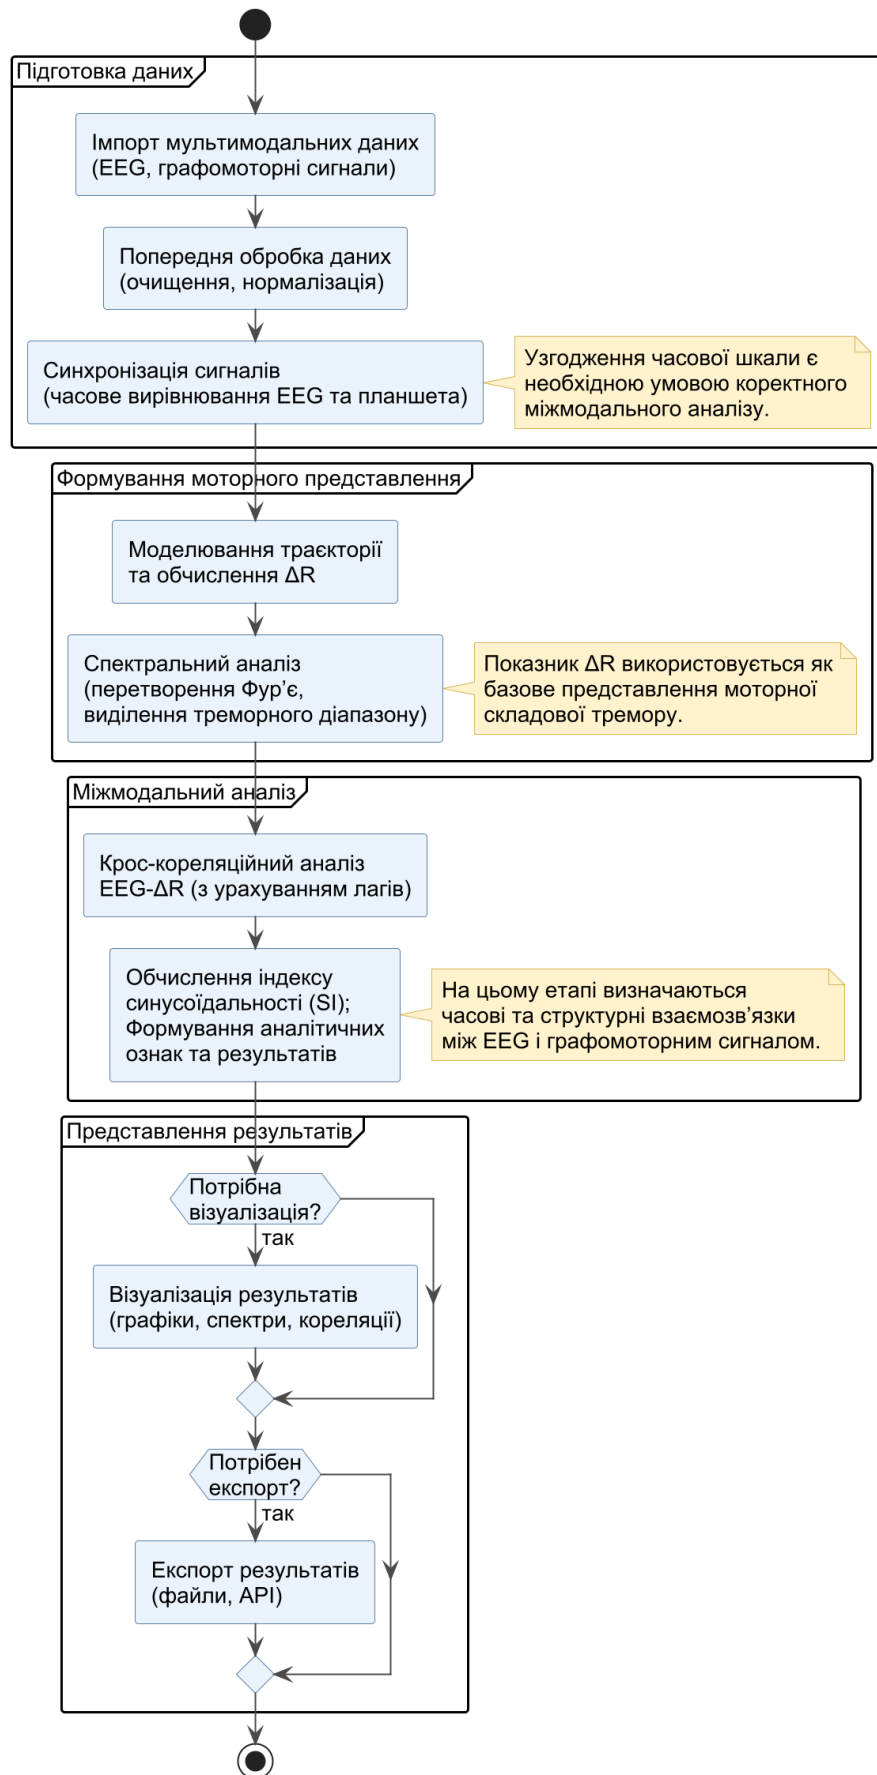 Підготовка даних
Імпорт мультимодальних даних
(EEG, графомоторні сигнали)
Попередня обробка даних
(очищення, нормалізація)
Синхронізація сигналів
(часове вирівнювання EEG та планшета)
Узгодження часової шкали є
необхідною умовою коректного
міжмодального аналізу.
Формування моторного представлення
Моделювання траєкторії
та обчислення ΔR
Спектральний аналіз
(перетворення Фур’є,
виділення треморного діапазону)
Показник ΔR використовується як
базове представлення моторної
складової тремору.
Міжмодальний аналіз
Крос-кореляційний аналіз
EEG-ΔR (з урахуванням лагів)
Обчислення індексу
синусоїдальності (SI);
Формування аналітичних
ознак та результатів
На цьому етапі визначаються
часові та структурні взаємозв’язки
між EEG і графомоторним сигналом.
Представлення результатів
Потрібна
візуалізація?
так
Візуалізація результатів
(графіки, спектри, кореляції)
Потрібен
експорт?
так
Експорт результатів
(файли, API)